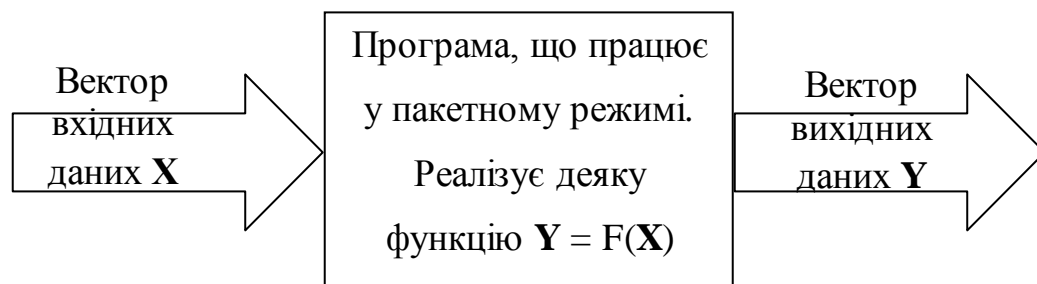 Вектор
вхідних
даних X
Програма, що працює
у пакетному режимі.
Реалізує деяку
функцію Y = F(X)
Вектор
вихідних
даних Y